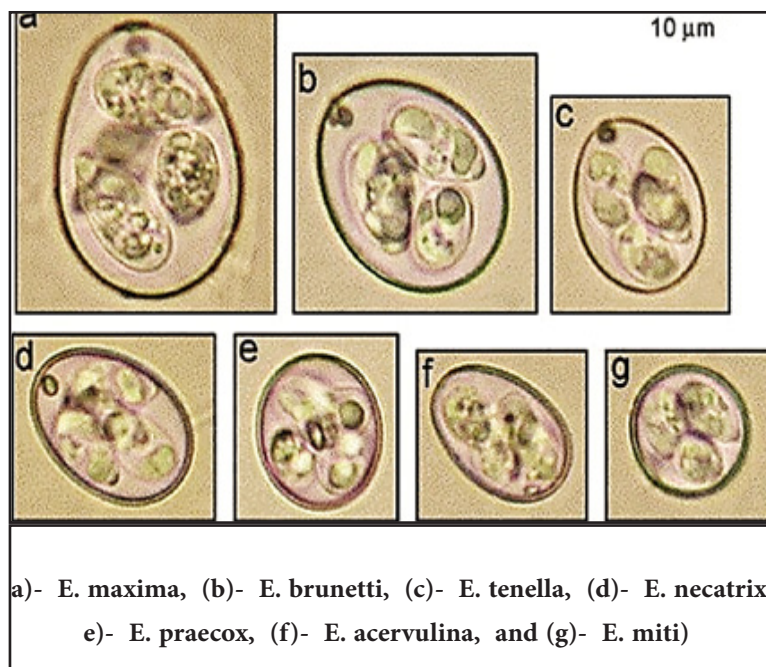 a
10 µm
b
c
d
e
f
g
a)- E. maxima, (b)- E. brunetti, (c)- E. tenella, (d)- E. necatrix
e)- E. praecox, (f)- E. acervulina, and (g)- E. miti)